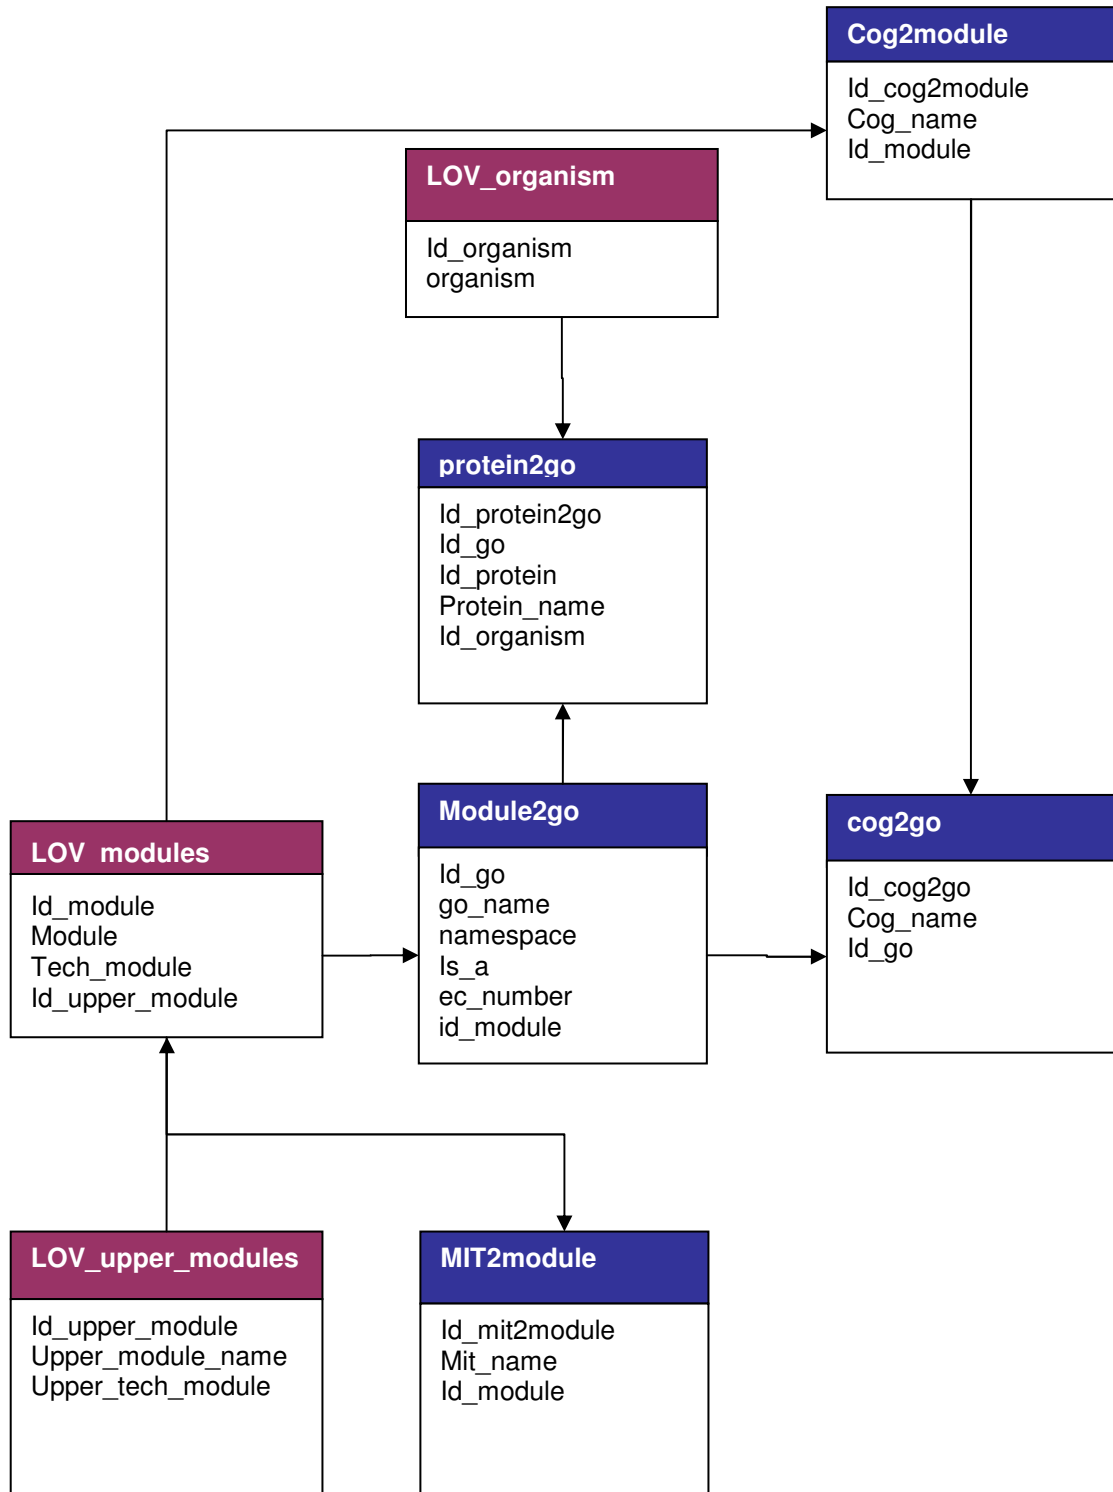 Cog2module
Id_cog2module
Cog_name
Id_module
LOV_organism
Id_organism
organism
protein2go
Id_protein2go
Id_go
Id_protein
Protein_name
Id_organism
Module2go
Id_go
go_name
namespace
Is_a
ec_number
id_module
cog2go
Id_cog2go
Cog_name
Id_go
LOV_modules
Id_module
Module
Tech_module
Id_upper_module
LOV_upper_modules
Id_upper_module
Upper_module_name
Upper_tech_module
MIT2module
Id_mit2module
Mit_name
Id_module